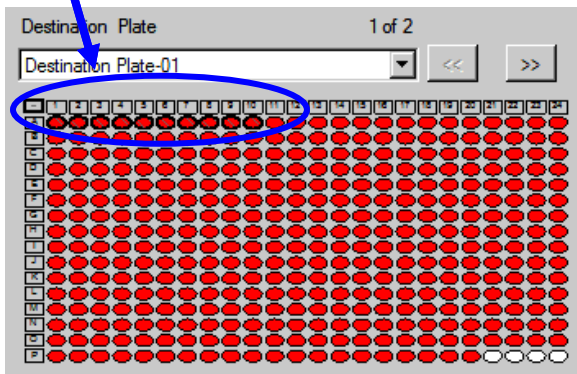 Destination Plate 1 of 2
Destination Plate-01 << >>
- 1 2 3 4 5 6 7 8 9 10 11 12 13 14 15 16 17 18 19 20 21 22 23 24
A
B
C
D
E
F
G
H
I
J
K
L
M
N
O
P